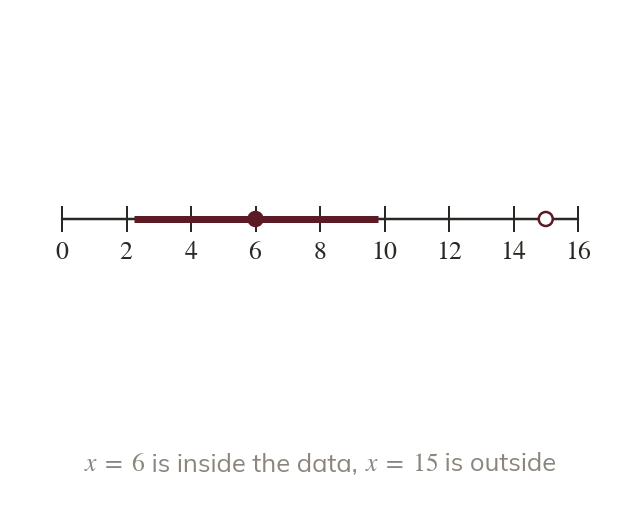 0 2 4 6 8 10 12 14 16
x = 6 is inside the data, x = 15 is outside